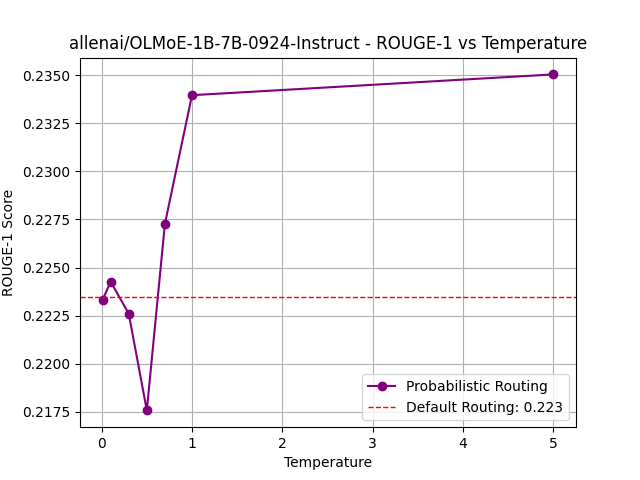 allenai/OLMoE-1B-7B-0924-Instruct - ROUGE-1 vs Temperature
ROUGE-1 Score
0.2350
0.2325
0.2300
0.2275
0.2250
0.2225
0.2200
0.2175
Probabilistic Routing
Default Routing: 0.223
0 1 2 3 4 5
Temperature